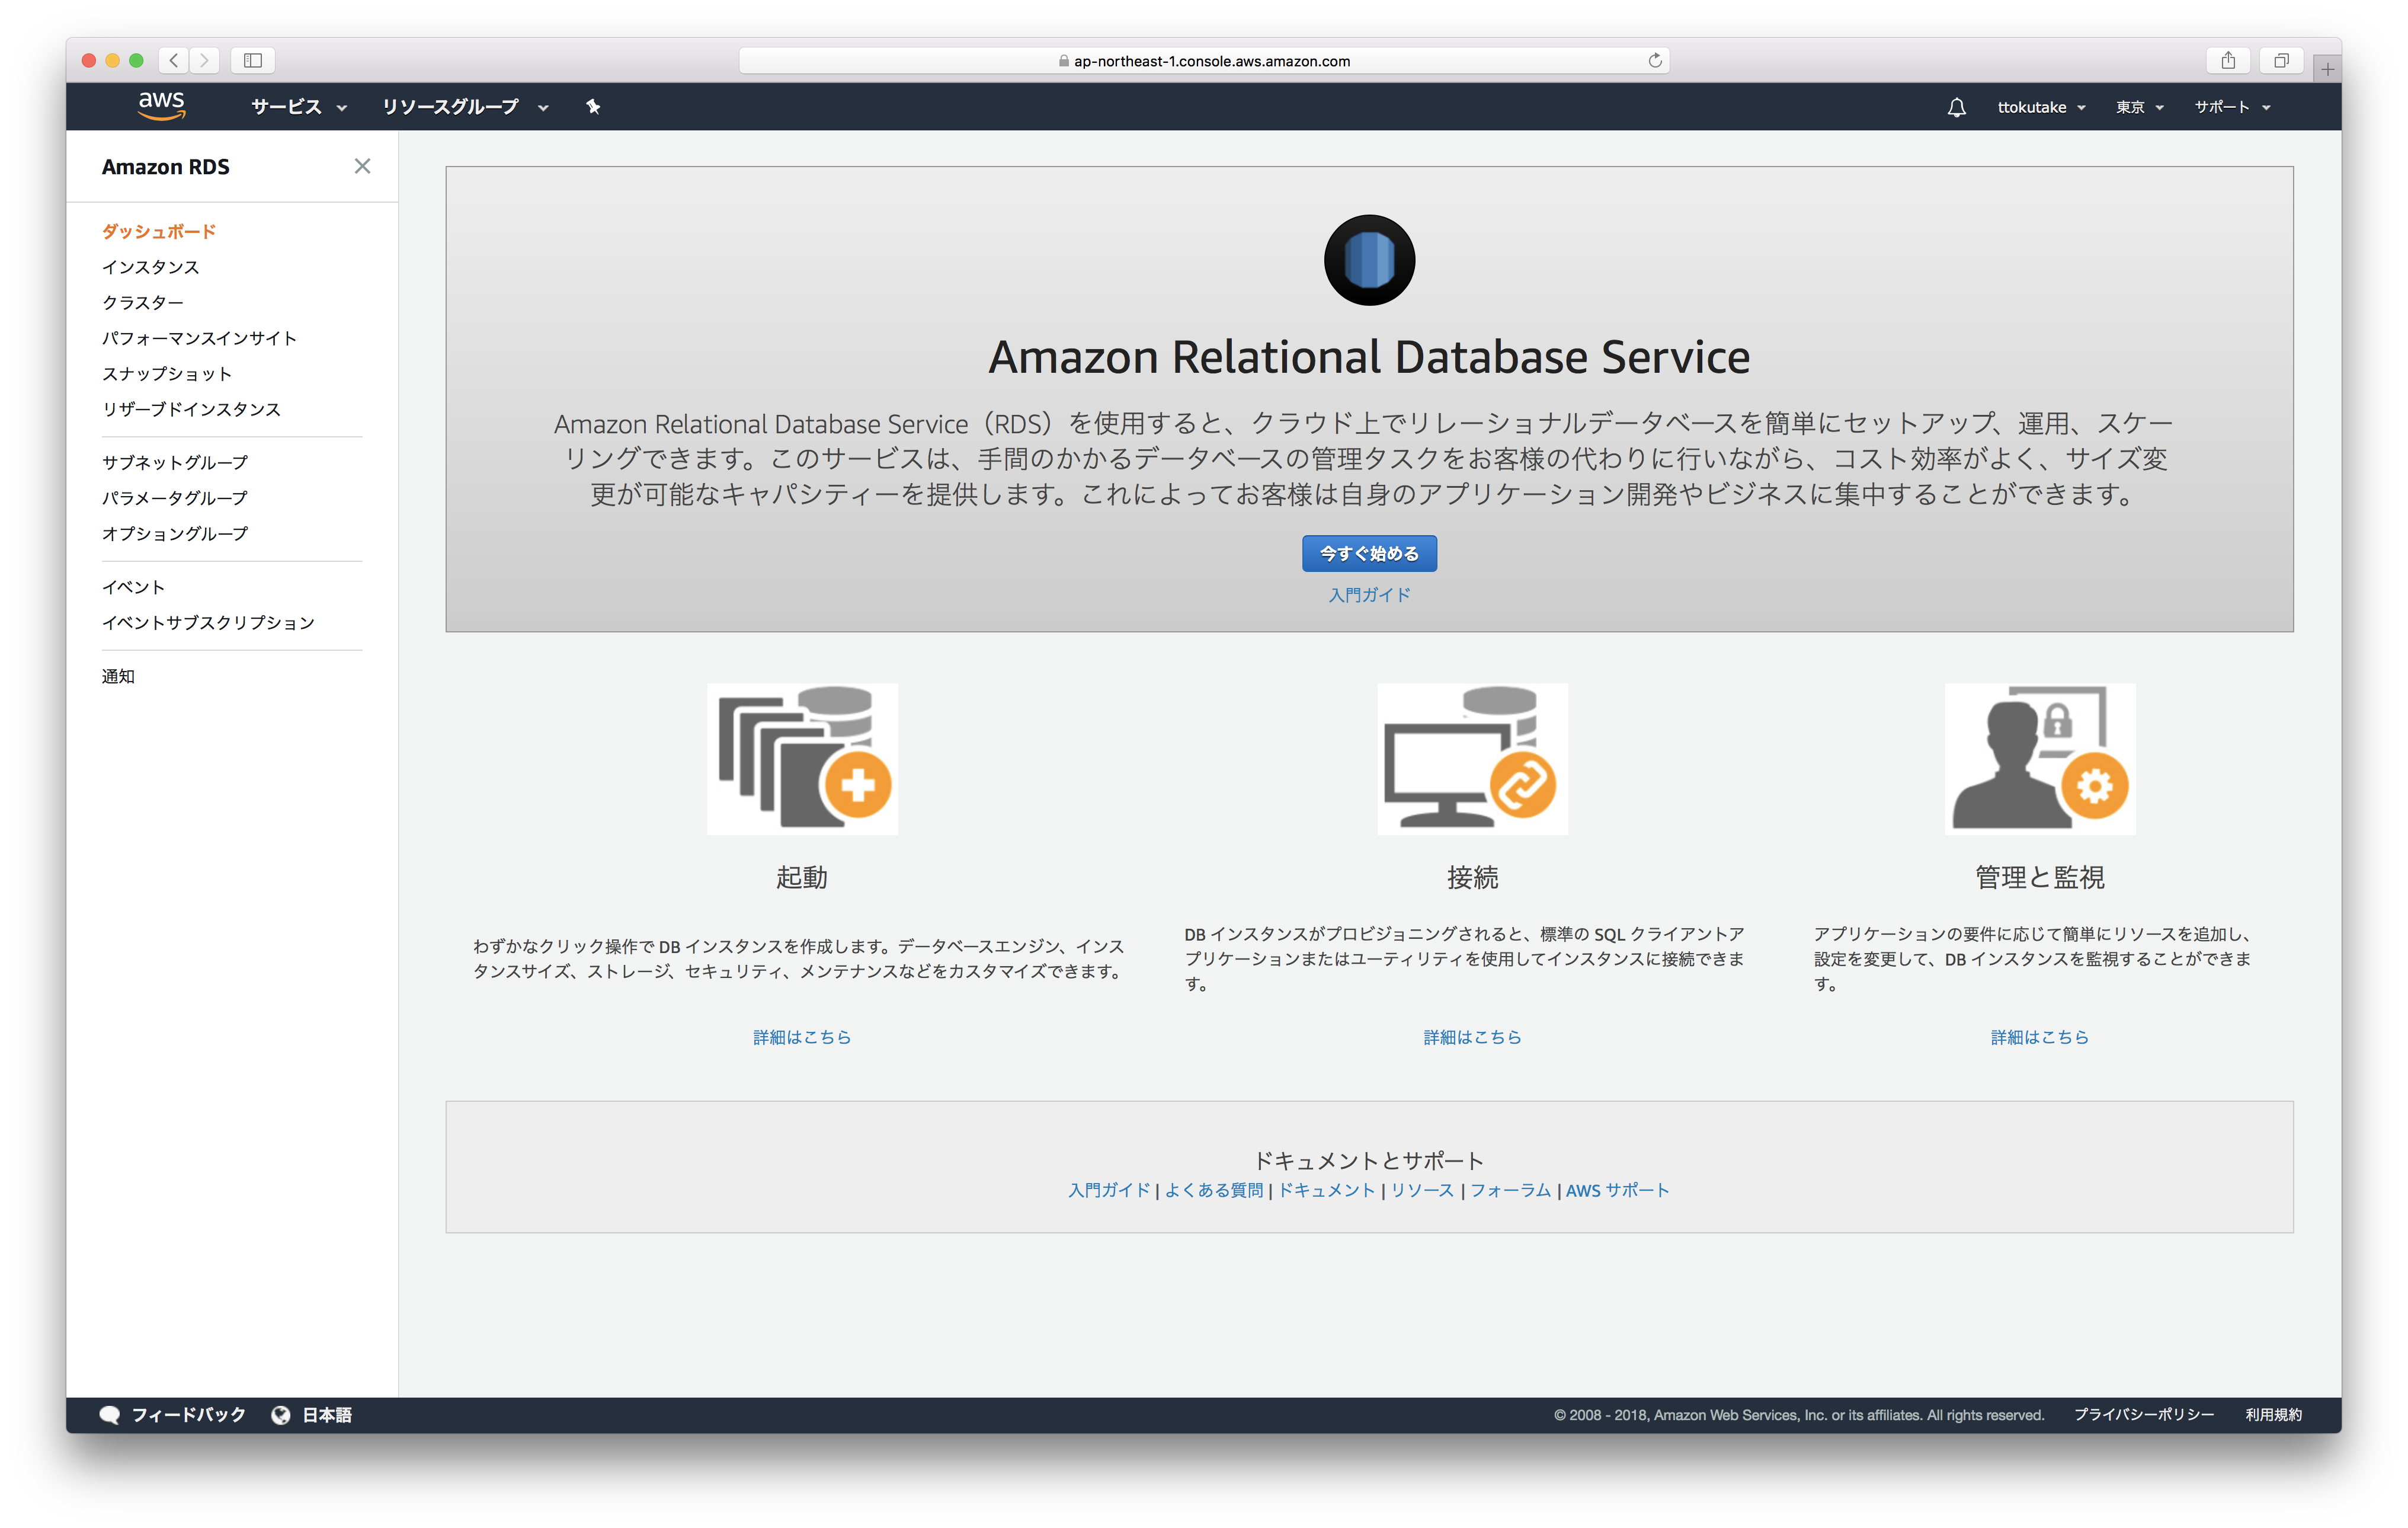 ap-northeast-1.console.aws.amazon.com
aws サービス リソースグループ ttokutake 東京 サポート
Amazon RDS
ダッシュボード
インスタンス
クラスター
パフォーマンスインサイト
スナップショット
リザーブドインスタンス
サブネットグループ
パラメータグループ
オプショングループ
イベント
イベントサブスクリプション
通知
Amazon Relational Database Service
Amazon Relational Database Service（RDS）を使用すると、クラウド上でリレーショナルデータベースを簡単にセットアップ、運用、スケー
リングできます。このサービスは、手間のかかるデータベースの管理タスクをお客様の代わりに行いながら、コスト効率がよく、サイズ変
更が可能なキャパシティーを提供します。これによってお客様は自身のアプリケーション開発やビジネスに集中することができます。
今すぐ始める
入門ガイド
起動
わずかなクリック操作で DB インスタンスを作成します。データベースエンジン、インス
タンスサイズ、ストレージ、セキュリティ、メンテナンスなどをカスタマイズできます。
詳細はこちら
接続
DB インスタンスがプロビジョニングされると、標準の SQL クライアントア
プリケーションまたはユーティリティを使用してインスタンスに接続できま
す。
詳細はこちら
管理と監視
アプリケーションの要件に応じて簡単にリソースを追加し、
設定を変更して、DB インスタンスを監視することができま
す。
詳細はこちら
ドキュメントとサポート
入門ガイド | よくある質問 | ドキュメント | リソース | フォーラム | AWS サポート
フィードバック 日本語 © 2008 - 2018, Amazon Web Services, Inc. or its affiliates. All rights reserved. プライバシーポリシー 利用規約